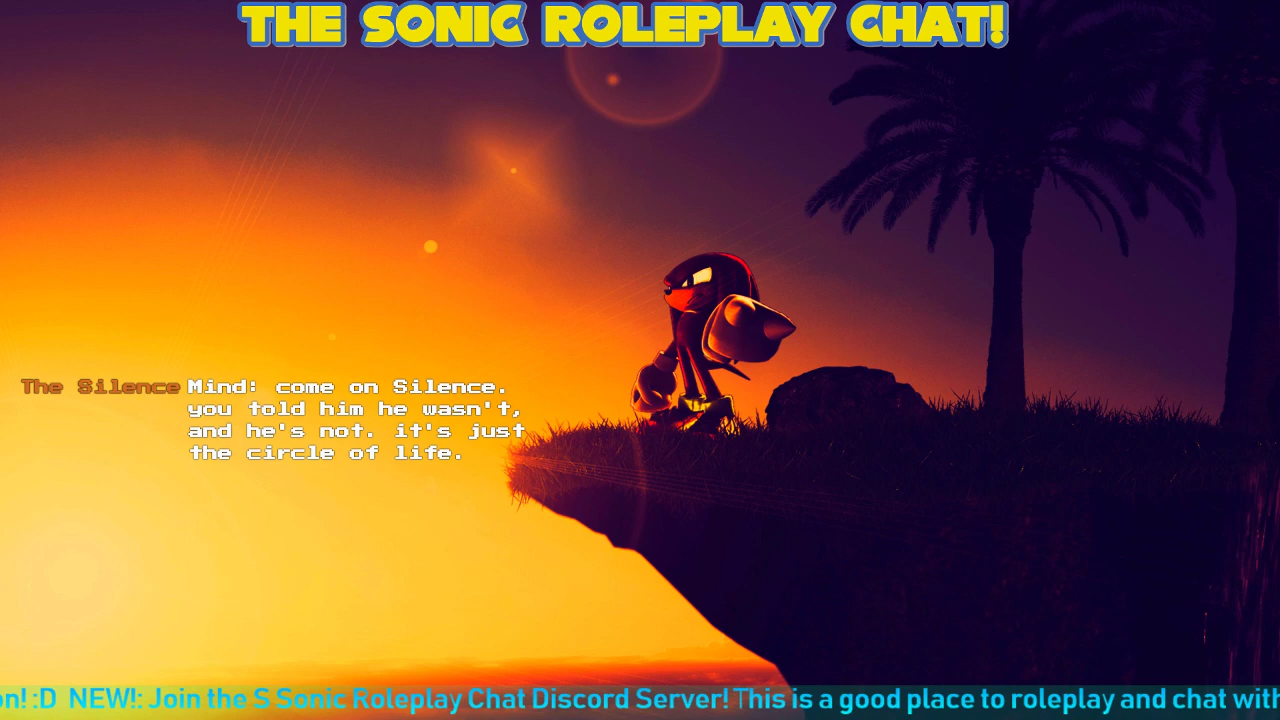 THE SONIC ROLEPLAY CHAT!
The Silence Mind: come on Silence.
you told him he wasn't,
and he's not. it's just
the circle of life.
on! :D NEW!: Join the S Sonic Roleplay Chat Discord Server! This is a good place to roleplay and chat with